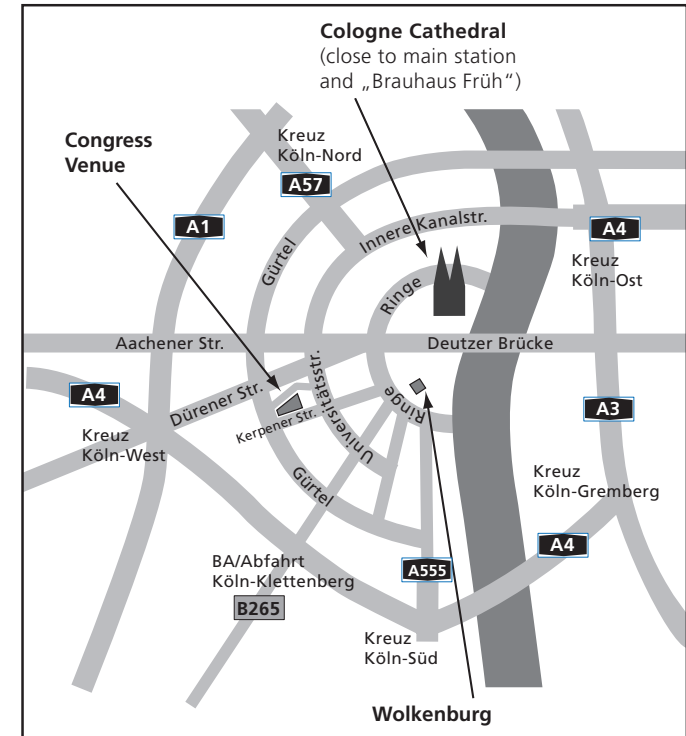 Cologne Cathedral
(close to main station
and „Brauhaus Früh“)
Congress
Venue
Kreuz
Köln-Nord
A57
A1
Innere Kanalstr.
A4
Kreuz
Köln-Ost
Gürtel
Ringe
Aachener Str.
Deutzer Brücke
A4
Dürener Str.
Universitätsstr.
Ringe
A3
Kreuz
Köln-West
Kerpener Str.
Gürtel
Kreuz
Köln-Gremberg
A4
BA/Abfahrt
Köln-Klettenberg
A555
B265
Kreuz
Köln-Süd
Wolkenburg